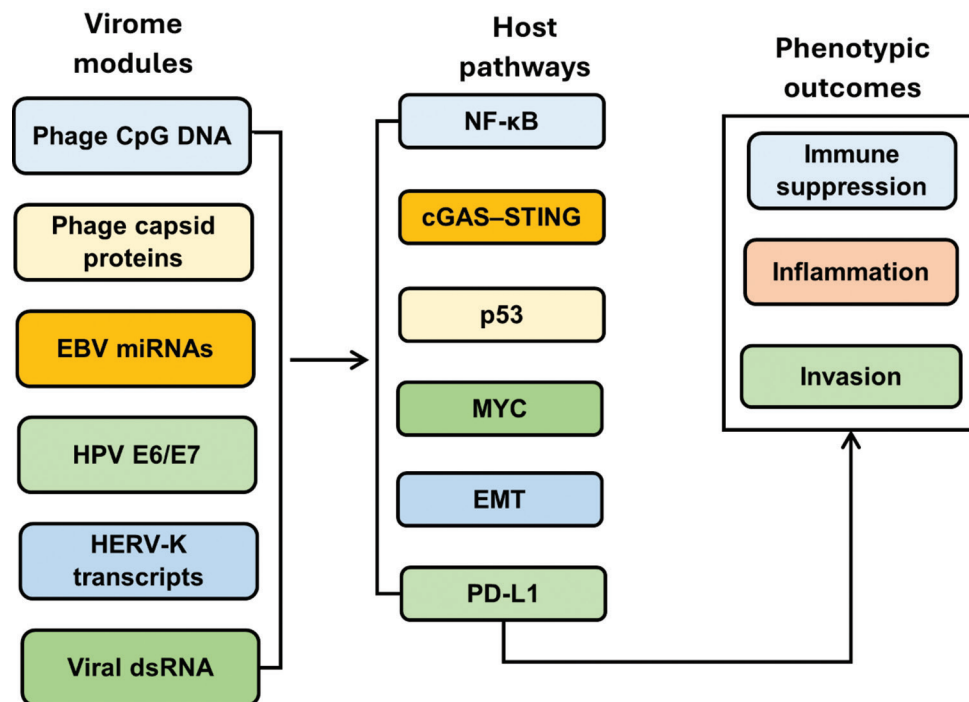 Virome
modules
Phage CpG DNA
Phage capsid
proteins
EBV miRNAs
HPV E6/E7
HERV-K
transcripts
Viral dsRNA
Host
pathways
NF-κB
cGAS–STING
p53
MYC
EMT
PD-L1
Phenotypic
outcomes
Immune
suppression
Inflammation
Invasion